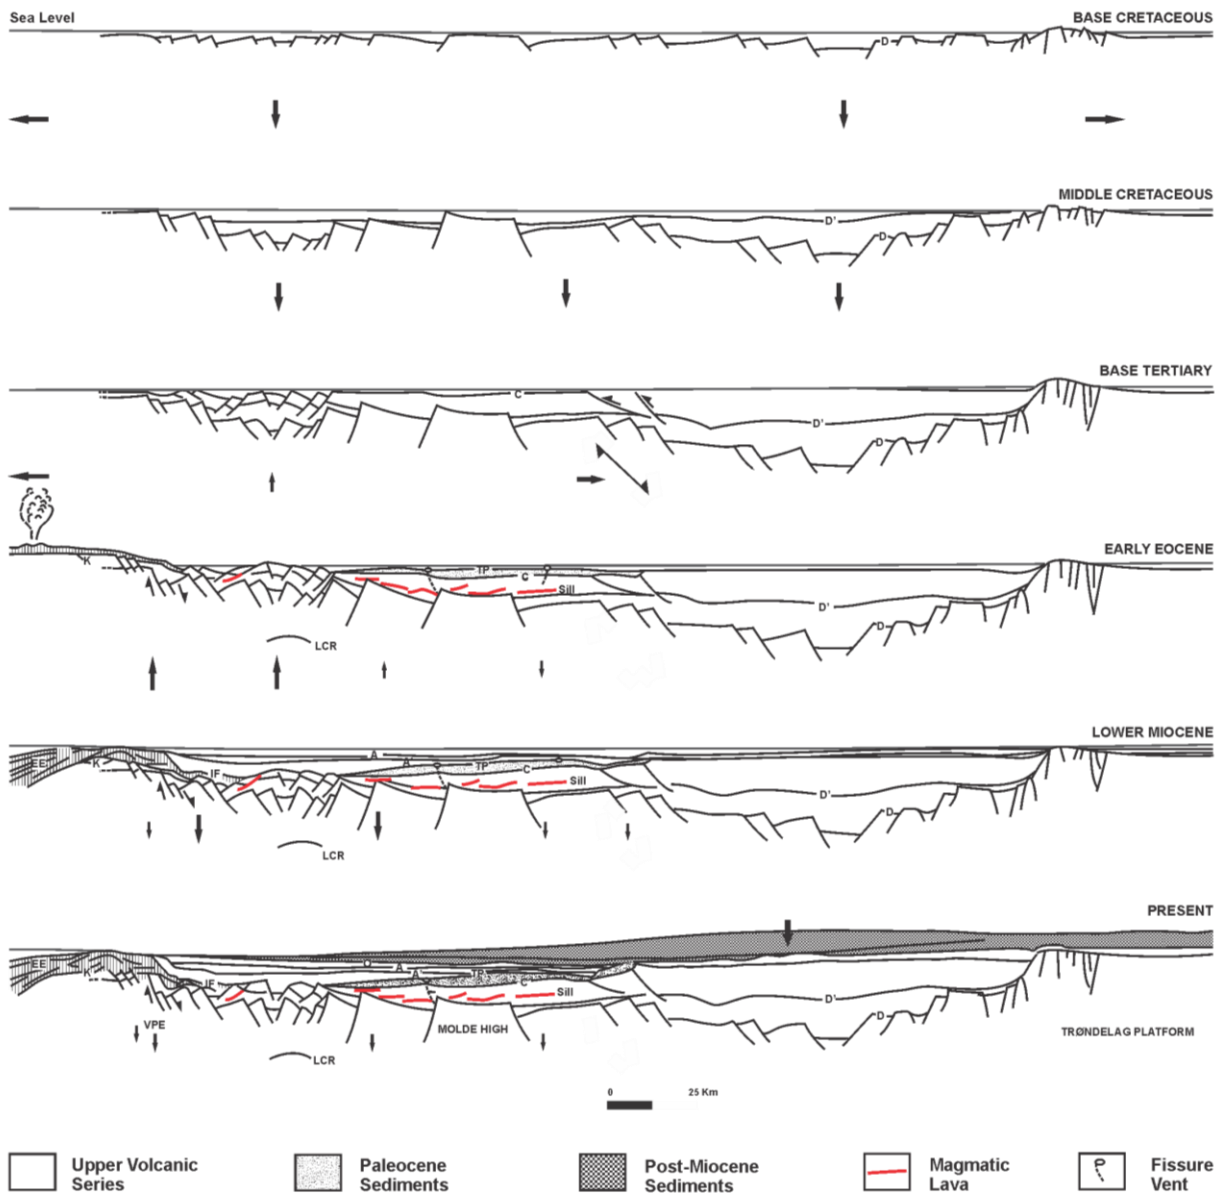 Sea Level
BASE CRETACEOUS
D
MIDDLE CRETACEOUS
D'
D
BASE TERTIARY
C
D'
D
EARLY EOCENE
K
TP
C
Sill
D'
D
LCR
LOWER MIOCENE
A
EE
K
A'
TP
C
IF
Sill
D'
D
LCR
PRESENT
O
EE
A
K
A'
TP
C
IF
Sill
D'
D
VPE
MOLDE HIGH
TRØNDELAG PLATFORM
LCR
0 25 Km
Upper Volcanic
Series
Paleocene
Sediments
Post-Miocene
Sediments
Magmatic
Lava
Fissure
Vent